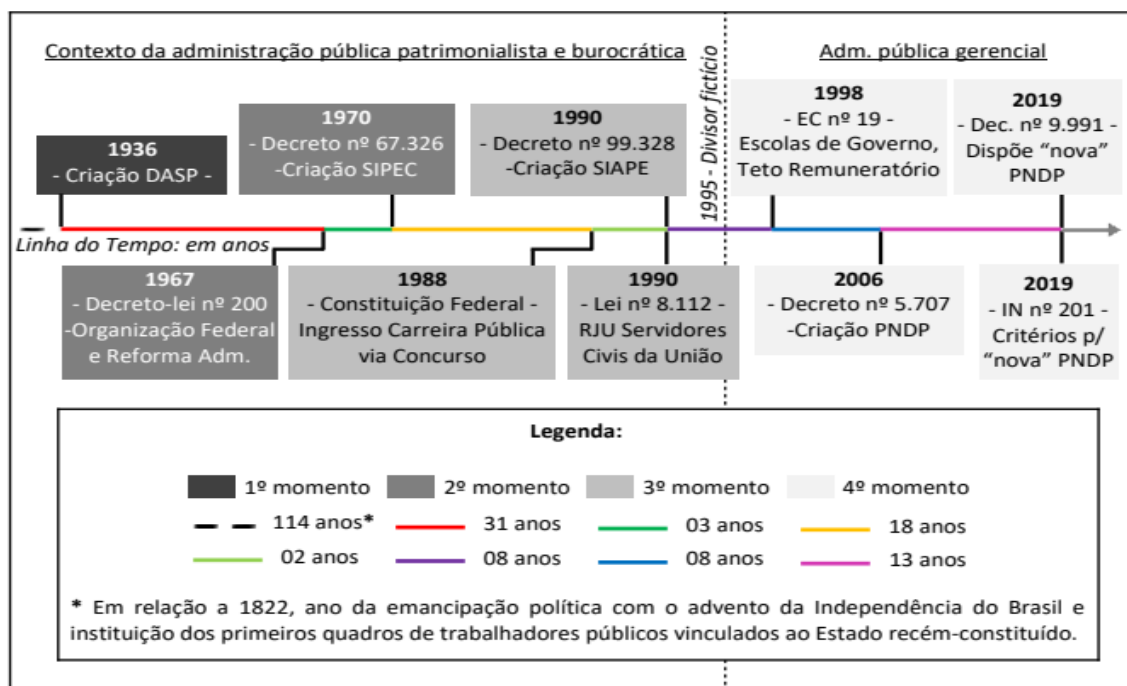 Contexto da administração pública patrimonialista e burocrática
Adm. pública gerencial
1995 - Divisor fictício
1936
- Criação DASP -
1970
- Decreto nº 67.326
-Criação SIPEC
1990
- Decreto nº 99.328
-Criação SIAPE
1998
- EC nº 19 -
Escolas de Governo,
Teto Remuneratório
2019
- Dec. nº 9.991 -
Dispõe “nova”
PNDP
Linha do Tempo: em anos
1967
- Decreto-lei nº 200
-Organização Federal
e Reforma Adm.
1988
- Constituição Federal -
Ingresso Carreira Pública
via Concurso
1990
- Lei nº 8.112 -
RJU Servidores
Civis da União
2006
- Decreto nº 5.707
-Criação PNDP
2019
- IN nº 201 -
Critérios p/
“nova” PNDP
Legenda:
1º momento 2º momento 3º momento 4º momento
114 anos* 31 anos 03 anos 18 anos
02 anos 08 anos 08 anos 13 anos
* Em relação a 1822, ano da emancipação política com o advento da Independência do Brasil e
instituição dos primeiros quadros de trabalhadores públicos vinculados ao Estado recém-constituído.